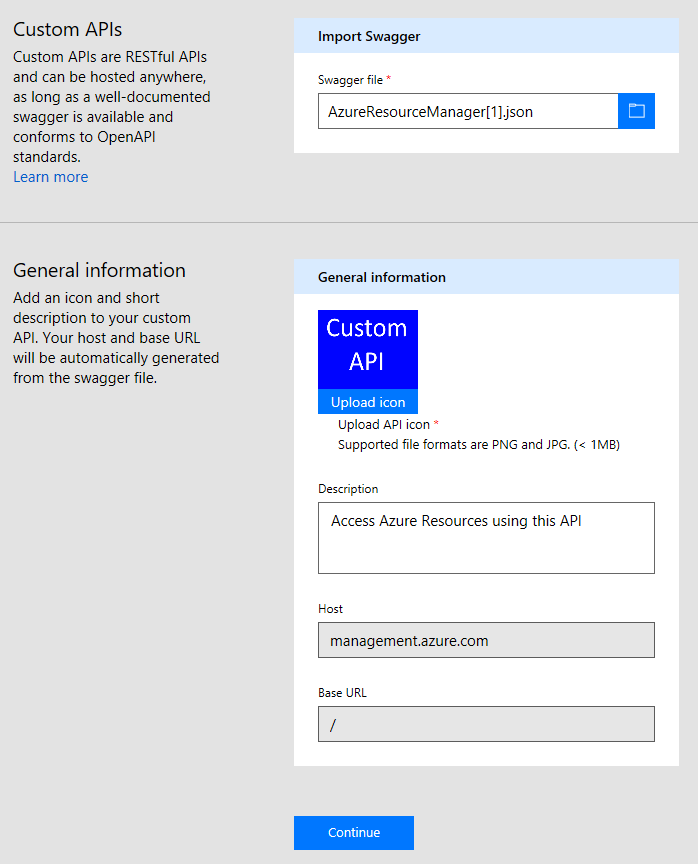 Custom APIs
Custom APIs are RESTful APIs
and can be hosted anywhere,
as long as a well-documented
swagger is available and
conforms to OpenAPI
standards.
Learn more
Import Swagger
Swagger file *
AzureResourceManager[1].json
General information
Add an icon and short
description to your custom
API. Your host and base URL
will be automatically generated
from the swagger file.
General information
Custom
API
Upload icon
Upload API icon *
Supported file formats are PNG and JPG. (< 1MB)
Description
Access Azure Resources using this API
Host
management.azure.com
Base URL
/
Continue